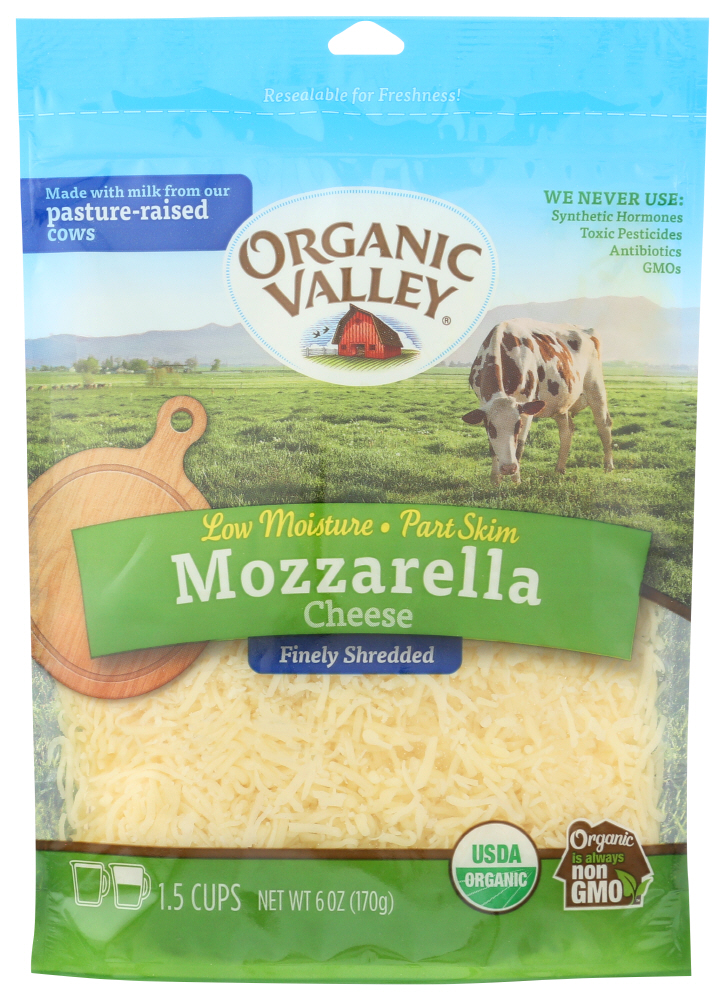 Resealable for Freshness!
Made with milk from our
pasture-raised
cows
ORGANIC
VALLEY®
WE NEVER USE:
Synthetic Hormones
Toxic Pesticides
Antibiotics
GMOs
Low Moisture • Part Skim
Mozzarella
Cheese
Finely Shredded
1.5 CUPS NET WT 6 OZ (170g)
USDA
ORGANIC
Organic
is always
non
GMO™